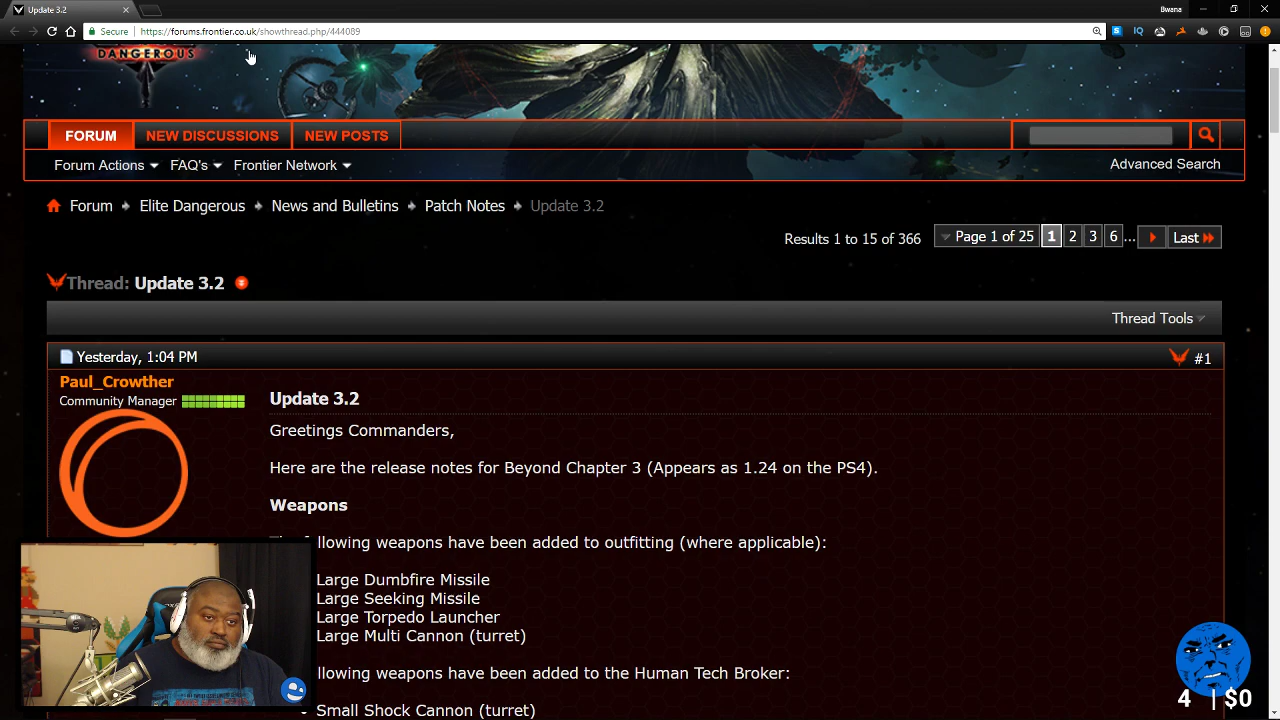 Update 3.2
Bwana
Secure https://forums.frontier.co.uk/showthread.php/444089
DANGEROUS
FORUM NEW DISCUSSIONS NEW POSTS
Forum Actions FAQ's Frontier Network Advanced Search
Forum Elite Dangerous News and Bulletins Patch Notes Update 3.2
Results 1 to 15 of 366 Page 1 of 25 1 2 3 6 ... Last
Thread: Update 3.2
Thread Tools
Yesterday, 1:04 PM #1
Paul_Crowther
Community Manager
Update 3.2
Greetings Commanders,
Here are the release notes for Beyond Chapter 3 (Appears as 1.24 on the PS4).
Weapons
llowing weapons have been added to outfitting (where applicable):
Large Dumbfire Missile
Large Seeking Missile
Large Torpedo Launcher
Large Multi Cannon (turret)
llowing weapons have been added to the Human Tech Broker:
Small Shock Cannon (turret)
4 | $0